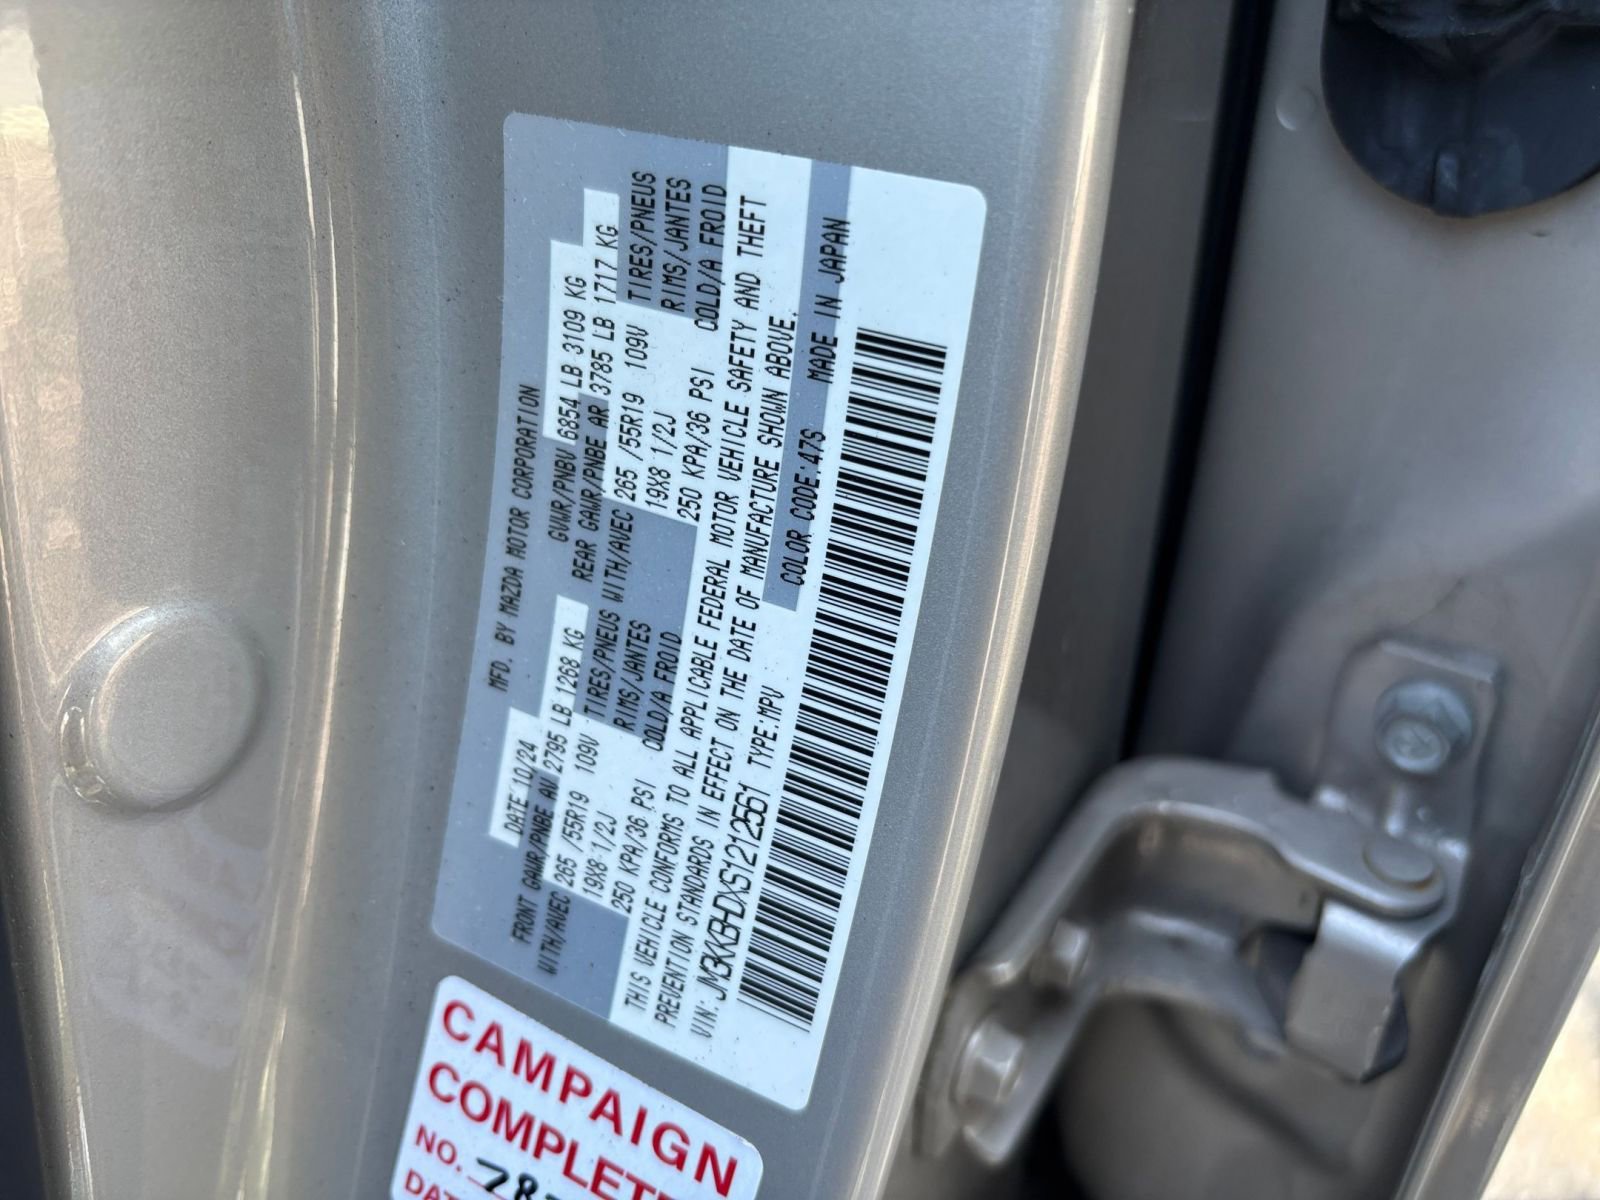 MFD. BY MAZDA MOTOR CORPORATION
DATE:10/24 GVWR/PNBV 6854 LB 3109 KG
FRONT GAWR/PNBE AV 2795 LB 1268 KG REAR GAWR/PNBE AR 3785 LB 1717 KG
WITH/AVEC 265 /55R19 109V TIRES/PNEUS WITH/AVEC 265 /55R19 109V TIRES/PNEUS
19X8 1/2J RIMS/JANTES 19X8 1/2J RIMS/JANTES
250 KPA/36 PSI COLD/A FROID 250 KPA/36 PSI COLD/A FROID
THIS VEHICLE CONFORMS TO ALL APPLICABLE FEDERAL MOTOR VEHICLE SAFETY AND THEFT
PREVENTION STANDARDS IN EFFECT ON THE DATE OF MANUFACTURE SHOWN ABOVE.
VIN: JM3KKBHDXS1212561 TYPE:MPV COLOR CODE:47S MADE IN JAPAN
CAMPAIGN
COMPLETE
NO.